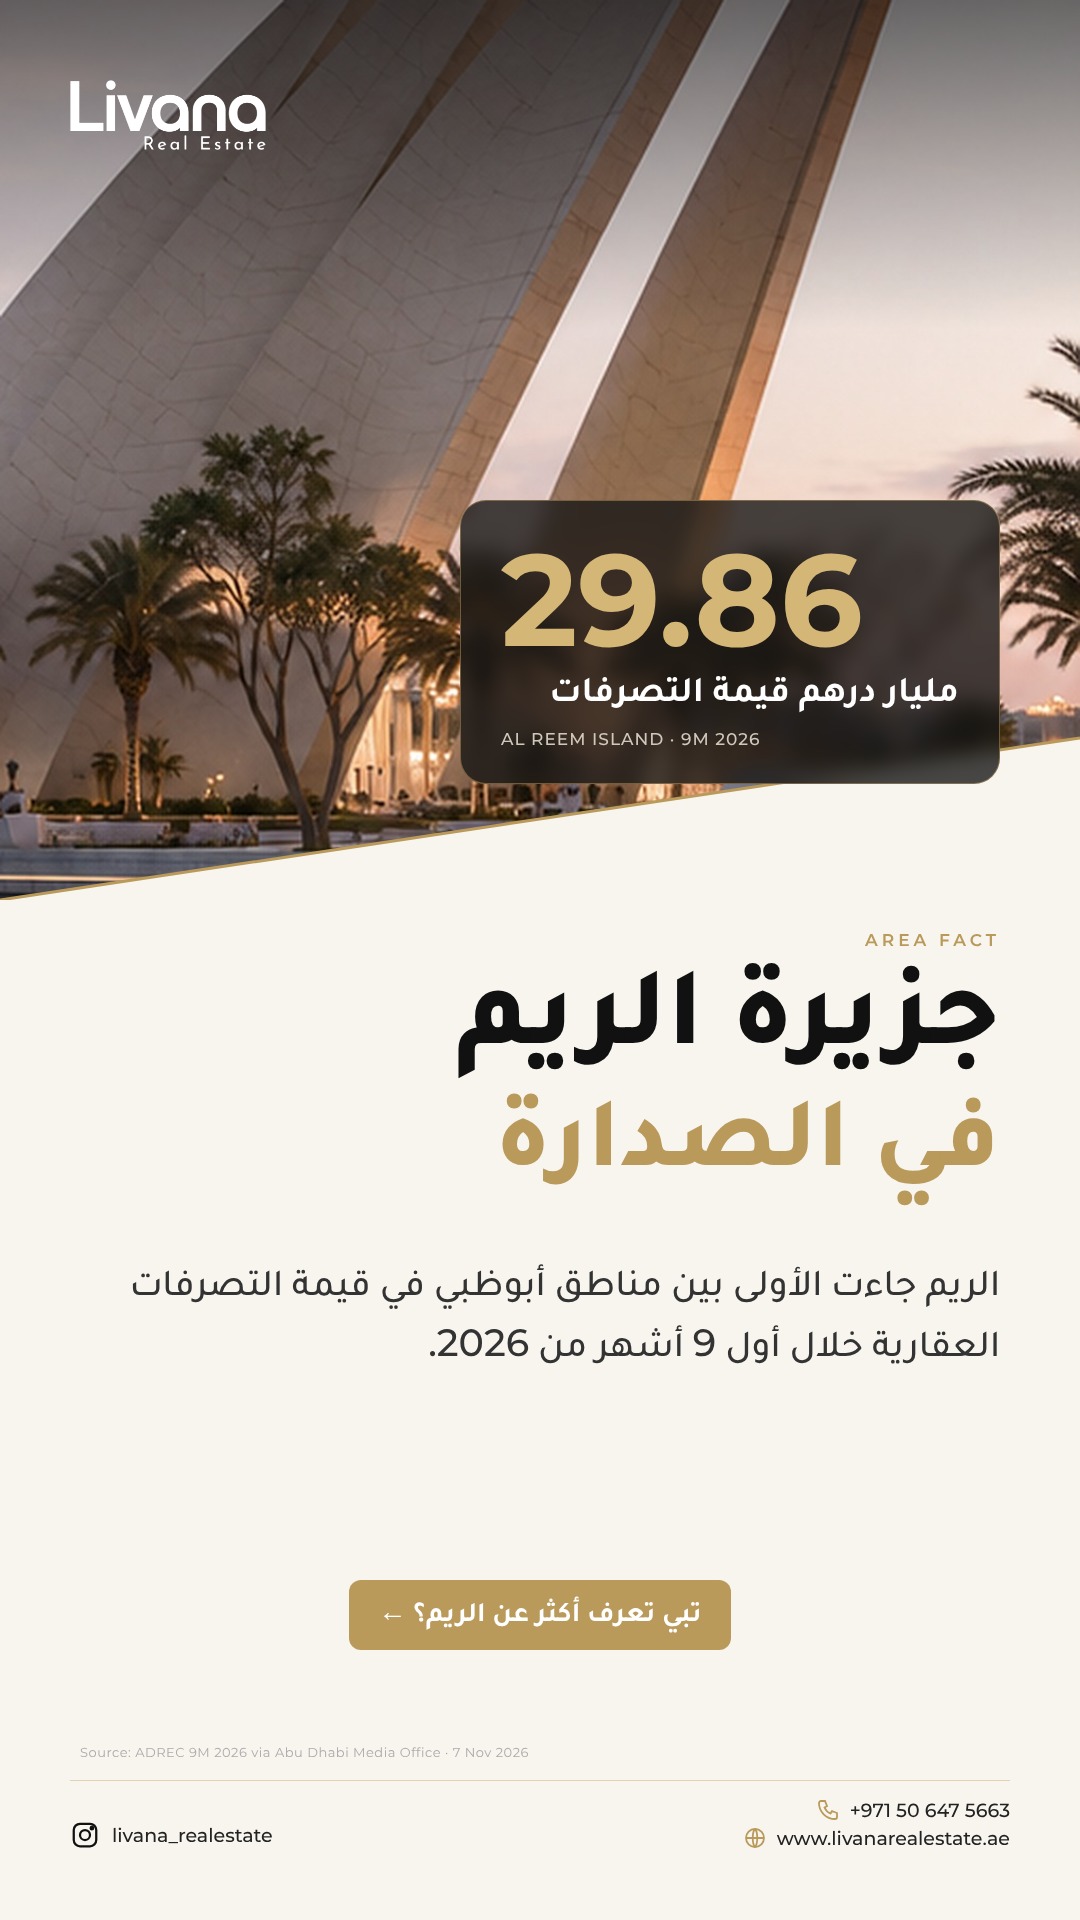 Livana
Real Estate
29.86
مليار درهم قيمة التصرفات
AL REEM ISLAND · 9M 2026
AREA FACT
جزيرة الريم
في الصدارة
الريم جاءت الأولى بين مناطق أبوظبي في قيمة التصرفات
العقارية خلال أول 9 أشهر من 2026.
تبي تعرف أكثر عن الريم؟ ←
Source: ADREC 9M 2026 via Abu Dhabi Media Office · 7 Nov 2026
livana_realestate
+971 50 647 5663
www.livanarealestate.ae